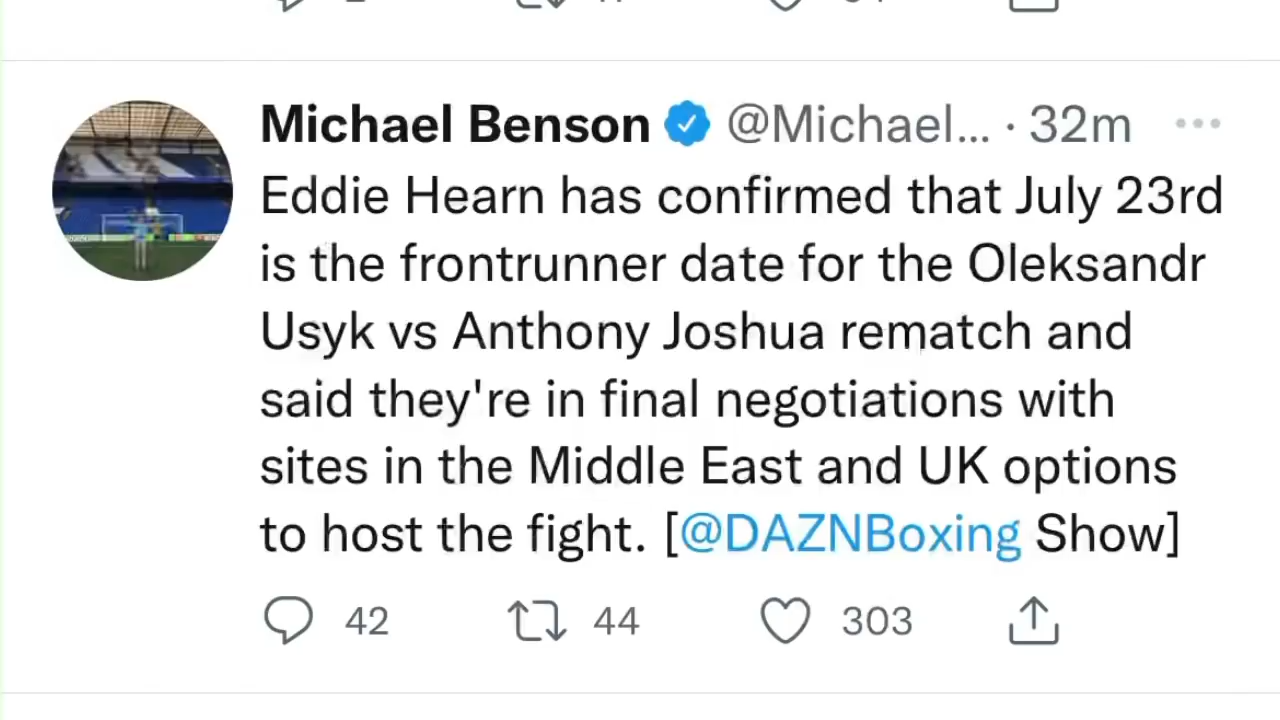 Michael Benson @Michael... · 32m ...
Eddie Hearn has confirmed that July 23rd
is the frontrunner date for the Oleksandr
Usyk vs Anthony Joshua rematch and
said they're in final negotiations with
sites in the Middle East and UK options
to host the fight. [@DAZNBoxing Show]
42 44 303